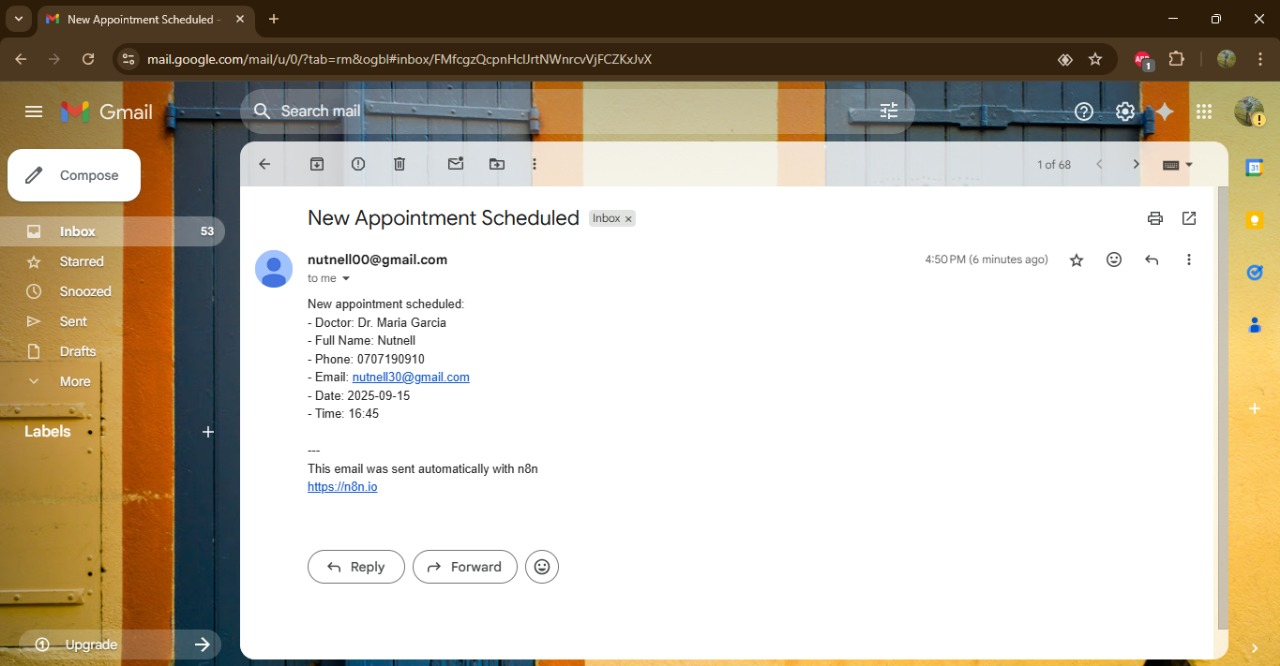 New Appointment Scheduled -
mail.google.com/mail/u/0/?tab=rm&ogbl#inbox/FMfcgzQcpnHclJrtNWnrcvVjFCZKxJvX
ABP
1
Gmail
Search mail
Compose
1 of 68
Inbox 53
Starred
Snoozed
Sent
Drafts
More
Labels
Upgrade
New Appointment Scheduled Inbox ×
nutnell00@gmail.com
4:50 PM (6 minutes ago)
to me
New appointment scheduled:
- Doctor: Dr. Maria Garcia
- Full Name: Nutnell
- Phone: 0707190910
- Email: nutnell30@gmail.com
- Date: 2025-09-15
- Time: 16:45
---
This email was sent automatically with n8n
https://n8n.io
Reply
Forward
31